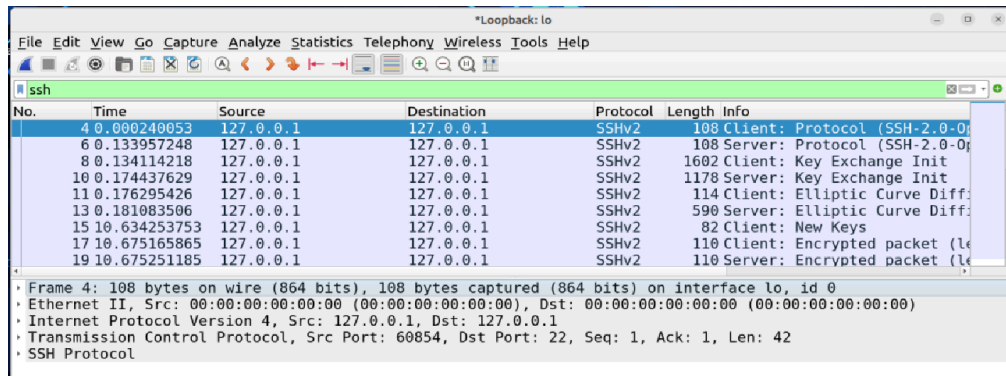 *Loopback: lo
File Edit View Go Capture Analyze Statistics Telephony Wireless Tools Help
ssh
No. Time Source Destination Protocol Length Info
4 0.000240053 127.0.0.1 127.0.0.1 SSHv2 108 Client: Protocol (SSH-2.0-Op
6 0.133957248 127.0.0.1 127.0.0.1 SSHv2 108 Server: Protocol (SSH-2.0-Op
8 0.134114218 127.0.0.1 127.0.0.1 SSHv2 1602 Client: Key Exchange Init
10 0.174437629 127.0.0.1 127.0.0.1 SSHv2 1178 Server: Key Exchange Init
11 0.176295426 127.0.0.1 127.0.0.1 SSHv2 114 Client: Elliptic Curve Diff
13 0.181083506 127.0.0.1 127.0.0.1 SSHv2 590 Server: Elliptic Curve Diff
15 10.634253753 127.0.0.1 127.0.0.1 SSHv2 82 Client: New Keys
17 10.675165865 127.0.0.1 127.0.0.1 SSHv2 110 Client: Encrypted packet (le
19 10.675251185 127.0.0.1 127.0.0.1 SSHv2 110 Server: Encrypted packet (le
Frame 4: 108 bytes on wire (864 bits), 108 bytes captured (864 bits) on interface lo, id 0
Ethernet II, Src: 00:00:00:00:00:00 (00:00:00:00:00:00), Dst: 00:00:00:00:00:00 (00:00:00:00:00:00)
Internet Protocol Version 4, Src: 127.0.0.1, Dst: 127.0.0.1
Transmission Control Protocol, Src Port: 60854, Dst Port: 22, Seq: 1, Ack: 1, Len: 42
SSH Protocol